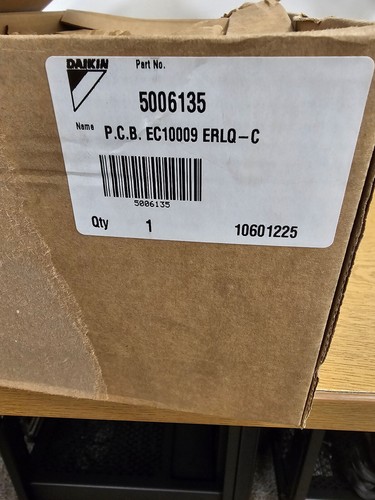 DAIKIN
Part No.
5006135
Name P.C.B. EC10009 ERLQ-C
5006135
Qty 1 10601225